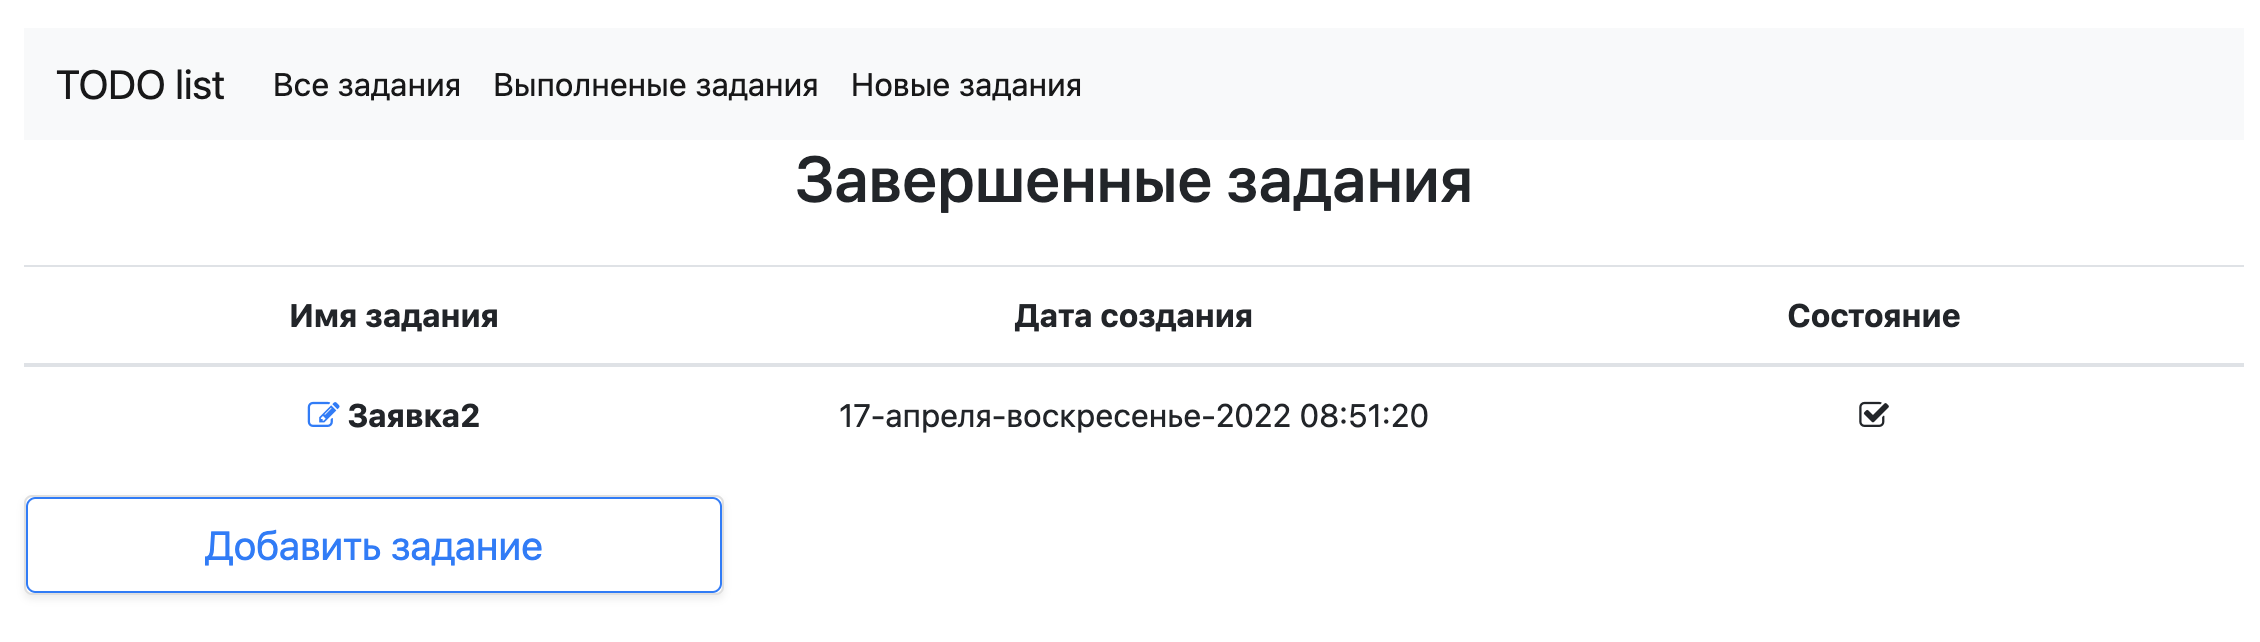 TODO list Все задания Выполненые задания Новые задания
Завершенные задания
Имя задания Дата создания Состояние
Заявка2 17-апреля-воскресенье-2022 08:51:20
Добавить задание